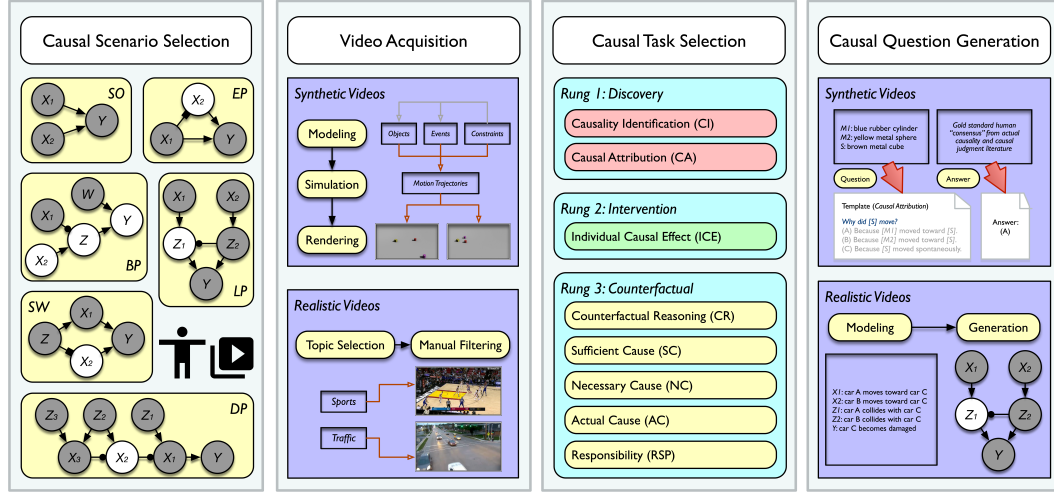 Causal Scenario Selection
SO
X1
X2
Y
EP
X2
X1
Y
W
X1
Y
Z
X2
BP
X1
X2
Z1
Z2
Y
LP
SW
X1
Z
Y
X2
DP
Z3
Z2
Z1
X3
X2
X1
Y
Video Acquisition
Synthetic Videos
Modeling
Simulation
Rendering
Objects
Events
Constraints
Motion Trajectories
Realistic Videos
Topic Selection
Manual Filtering
Sports
Traffic
Causal Task Selection
Rung 1: Discovery
Causality Identification (CI)
Causal Attribution (CA)
Rung 2: Intervention
Individual Causal Effect (ICE)
Rung 3: Counterfactual
Counterfactual Reasoning (CR)
Sufficient Cause (SC)
Necessary Cause (NC)
Actual Cause (AC)
Responsibility (RSP)
Causal Question Generation
Synthetic Videos
M1: blue rubber cylinder
M2: yellow metal sphere
S: brown metal cube
Gold standard human
"consensus" from actual
causality and causal
judgment literature
Question
Answer
Template (Causal Attribution)
Why did [S] move?
(A) Because [M1] moved toward [S].
(B) Because [M2] moved toward [S].
(C) Because [S] moved spontaneously.
Answer:
(A)
Realistic Videos
Modeling
Generation
X1: car A moves toward car C
X2: car B moves toward car C
Z1: car A collides with car C
Z2: car B collides with car C
Y: car C becomes damaged
X1
X2
Z1
Z2
Y